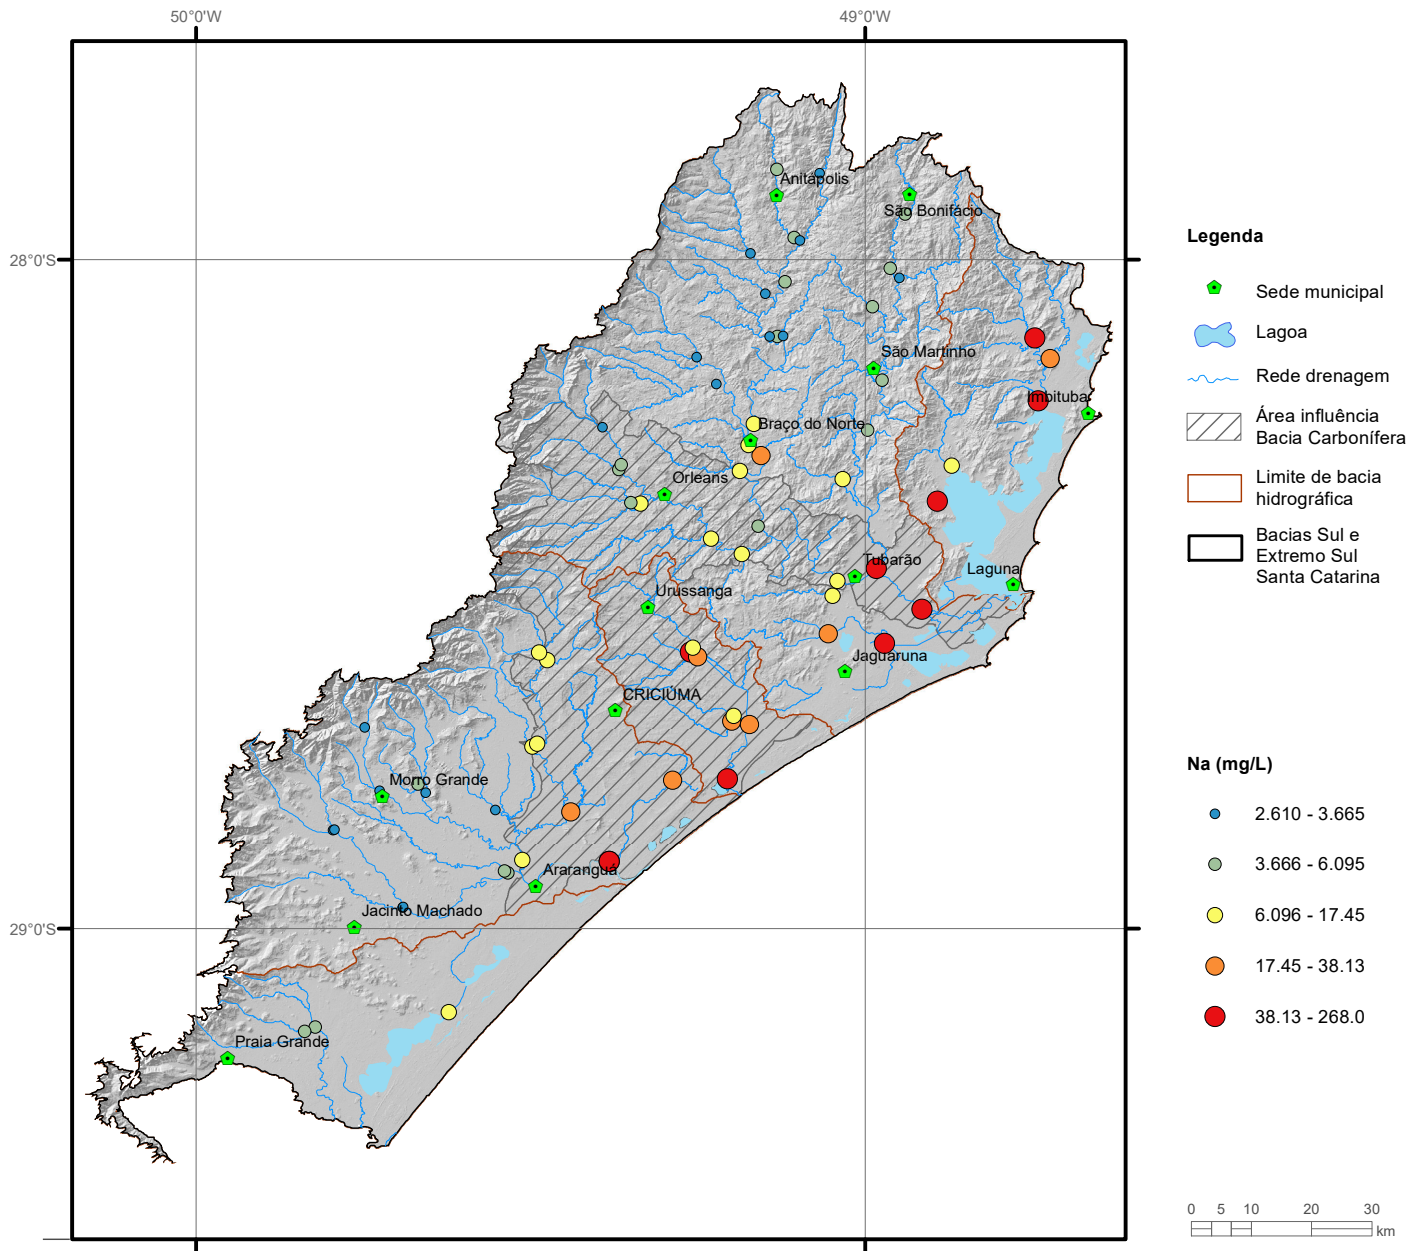 50°0'W
49°0'W
28°0'S
29°0'S
Anitápolis
São Bonifácio
São Martinho
Imbituba
Braço do Norte
Orleans
Tubarão
Laguna
Urussanga
Jaguaruna
CRICIÚMA
Morro Grande
Araranguá
Jacinto Machado
Praia Grande
Legenda
Sede municipal
Lagoa
Rede drenagem
Área influência
Bacia Carbonífera
Limite de bacia
hidrográfica
Bacias Sul e
Extremo Sul
Santa Catarina
Na (mg/L)
2.610 - 3.665
3.666 - 6.095
6.096 - 17.45
17.45 - 38.13
38.13 - 268.0
0 5 10 20 30
km